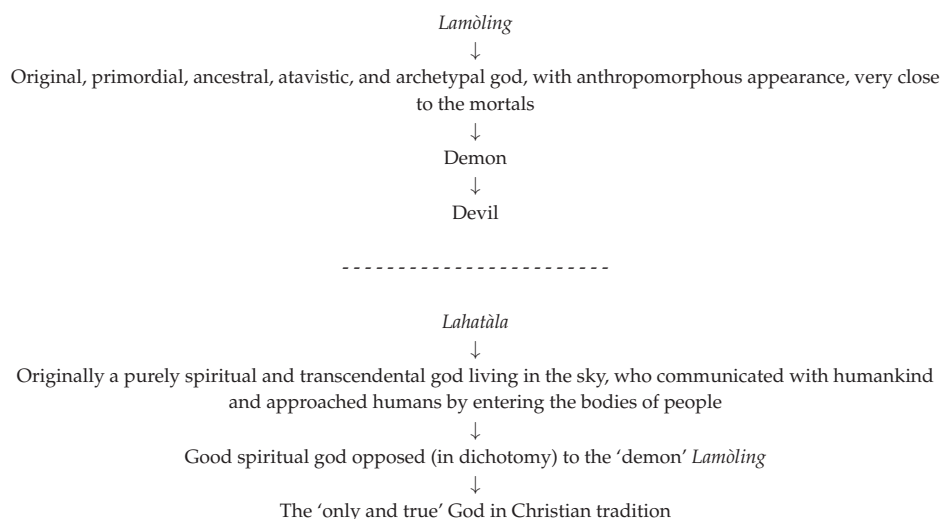 Lamòling
↓
Original, primordial, ancestral, atavistic, and archetypal god, with anthropomorphous appearance, very close
to the mortals
↓
Demon
↓
Devil
- - - - - - - - - - - - - - - - - - - - - - - -
Lahatàla
↓
Originally a purely spiritual and transcendental god living in the sky, who communicated with humankind
and approached humans by entering the bodies of people
↓
Good spiritual god opposed (in dichotomy) to the ‘demon’ Lamòling
↓
The ‘only and true’ God in Christian tradition